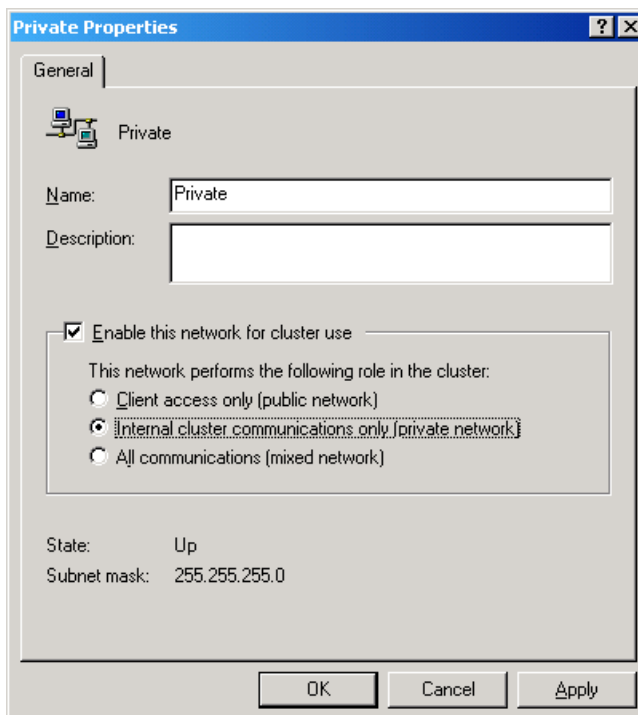 Private Properties
General
Private
Name: Private
Description:
Enable this network for cluster use
This network performs the following role in the cluster:
Client access only (public network)
Internal cluster communications only (private network)
All communications (mixed network)
State: Up
Subnet mask: 255.255.255.0
OK Cancel Apply